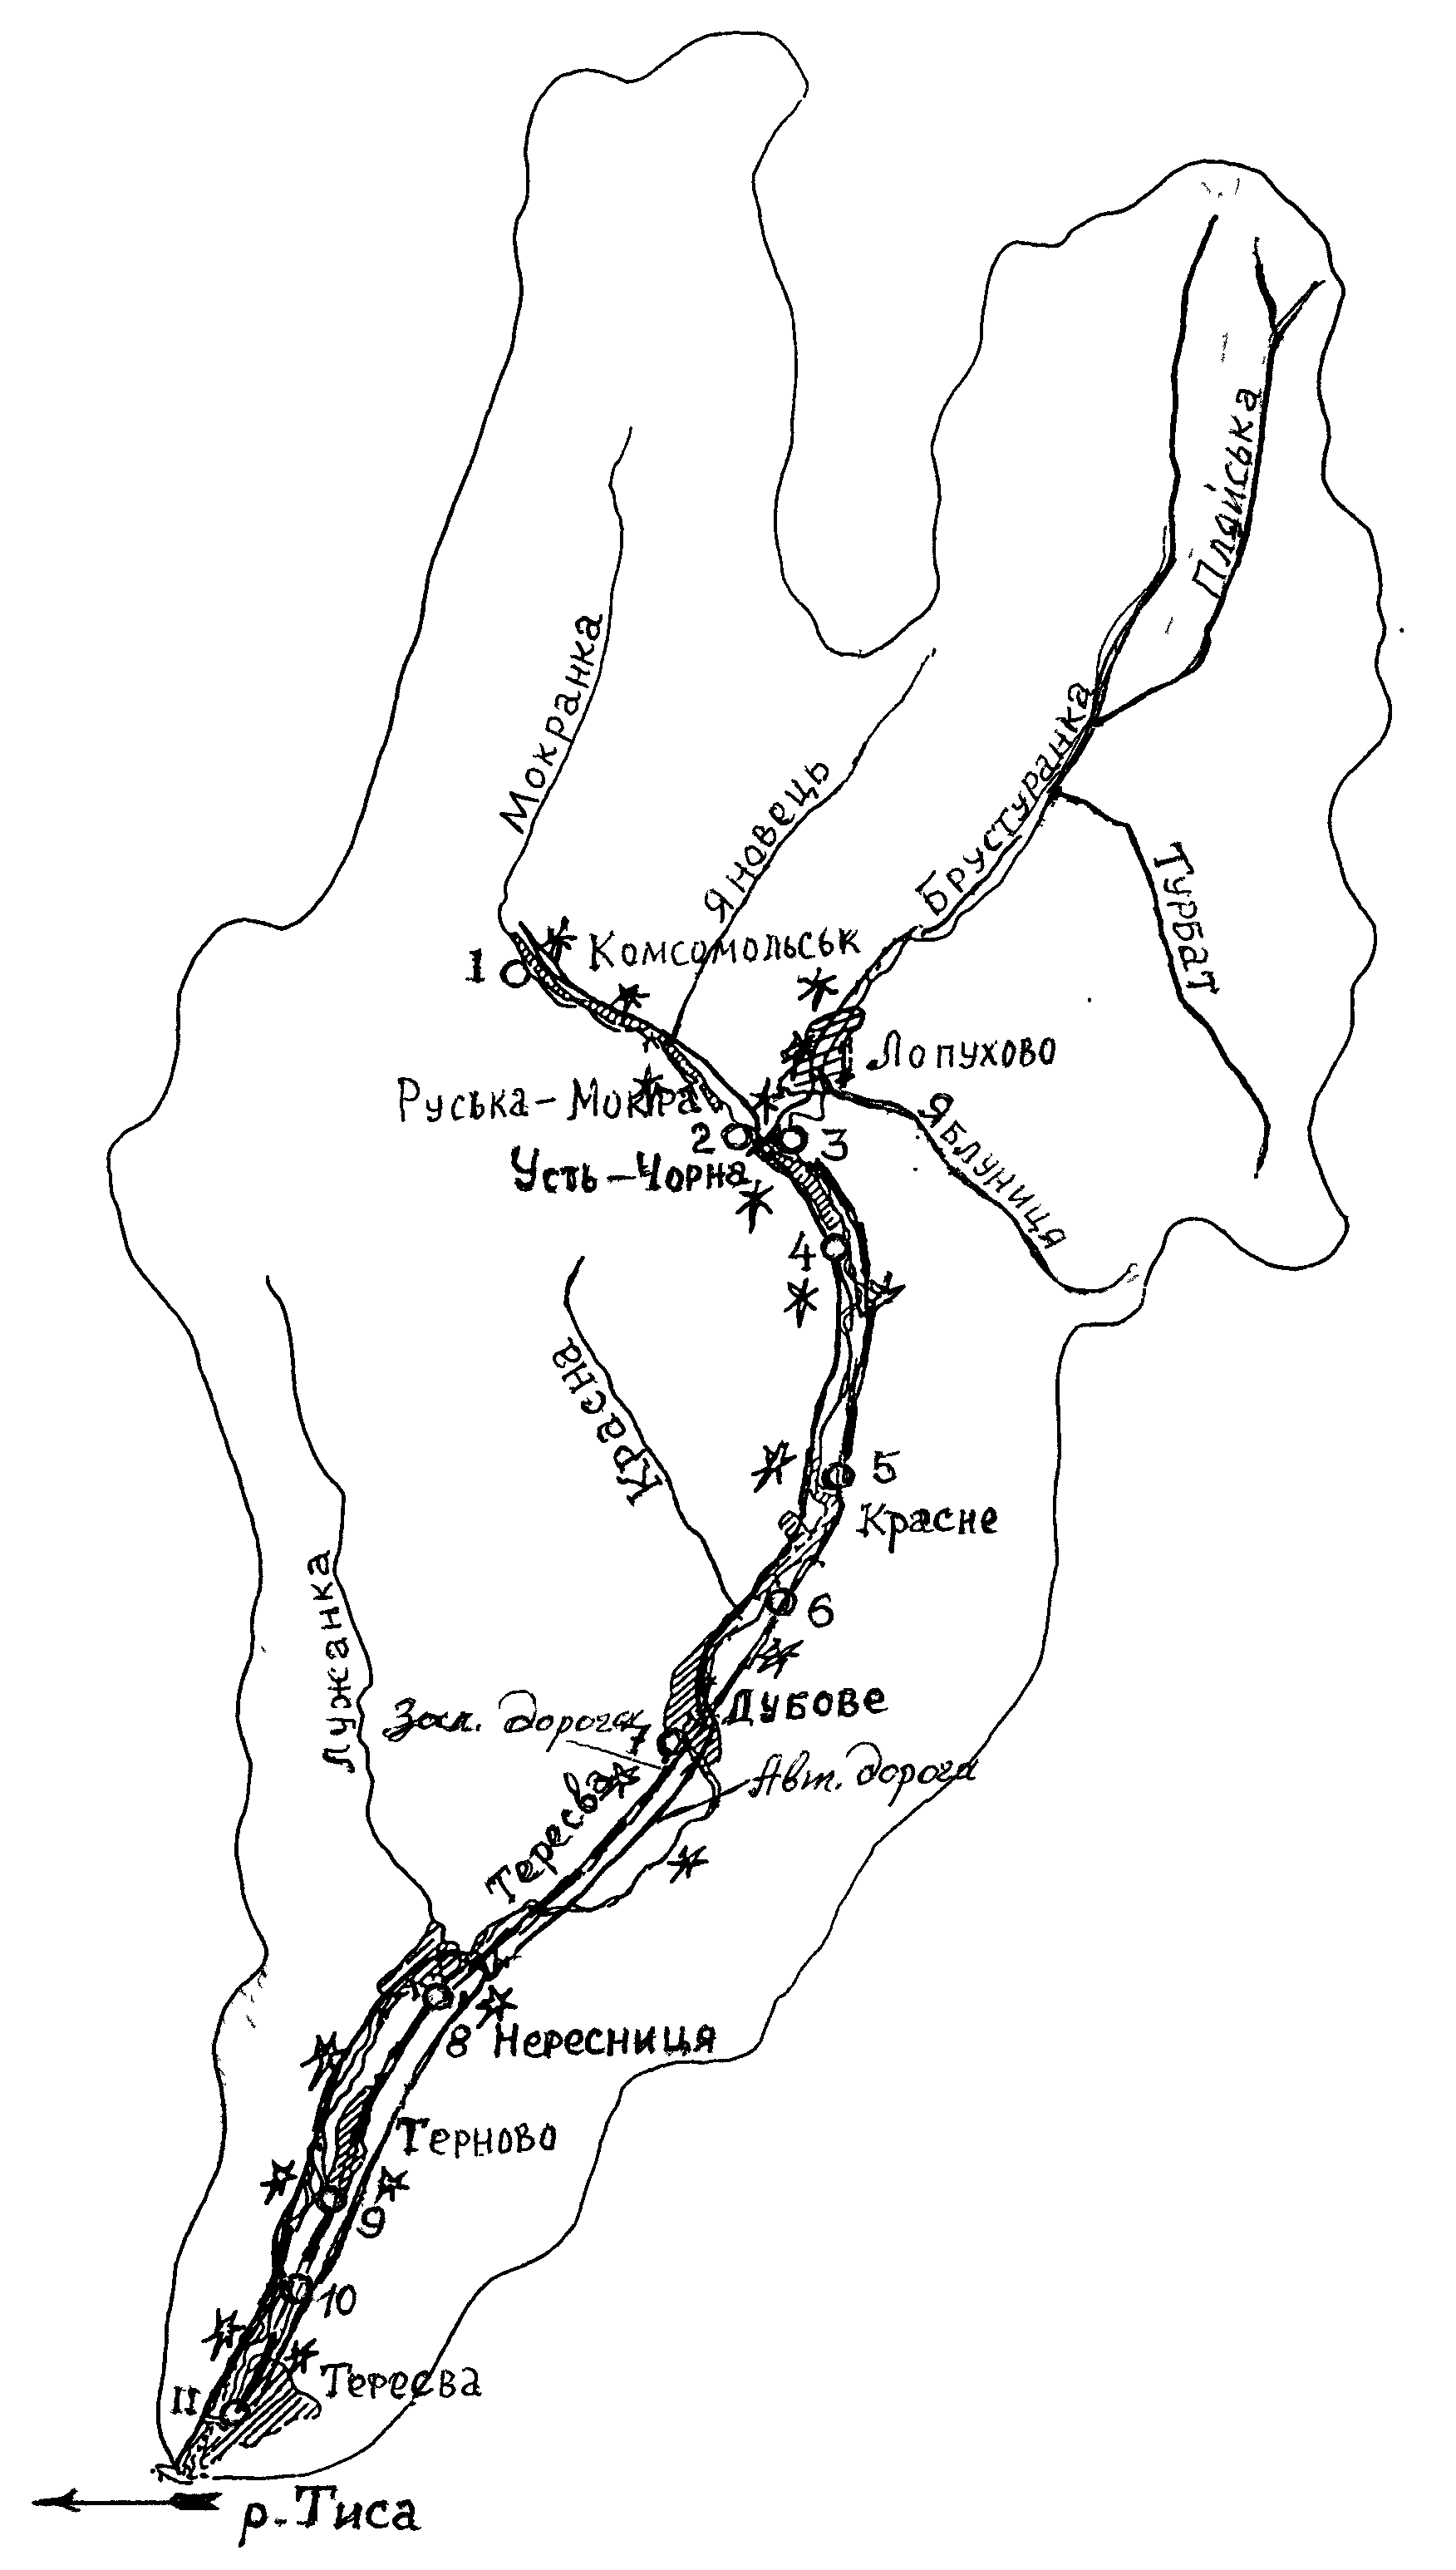 Плайська
Мокранка
Яновець
Брустуранка
Турбат
1
Комсомольськ
Лопухово
Руська-Мокра
Яблуниця
2
3
Усть-Чорна
4
Красна
5
Красне
6
Лужанка
Дубове
Зал. дорога
7
Авт. дорога
Тересва
8 Нересниця
Терново
9
10
Тересва
11
р. Тиса